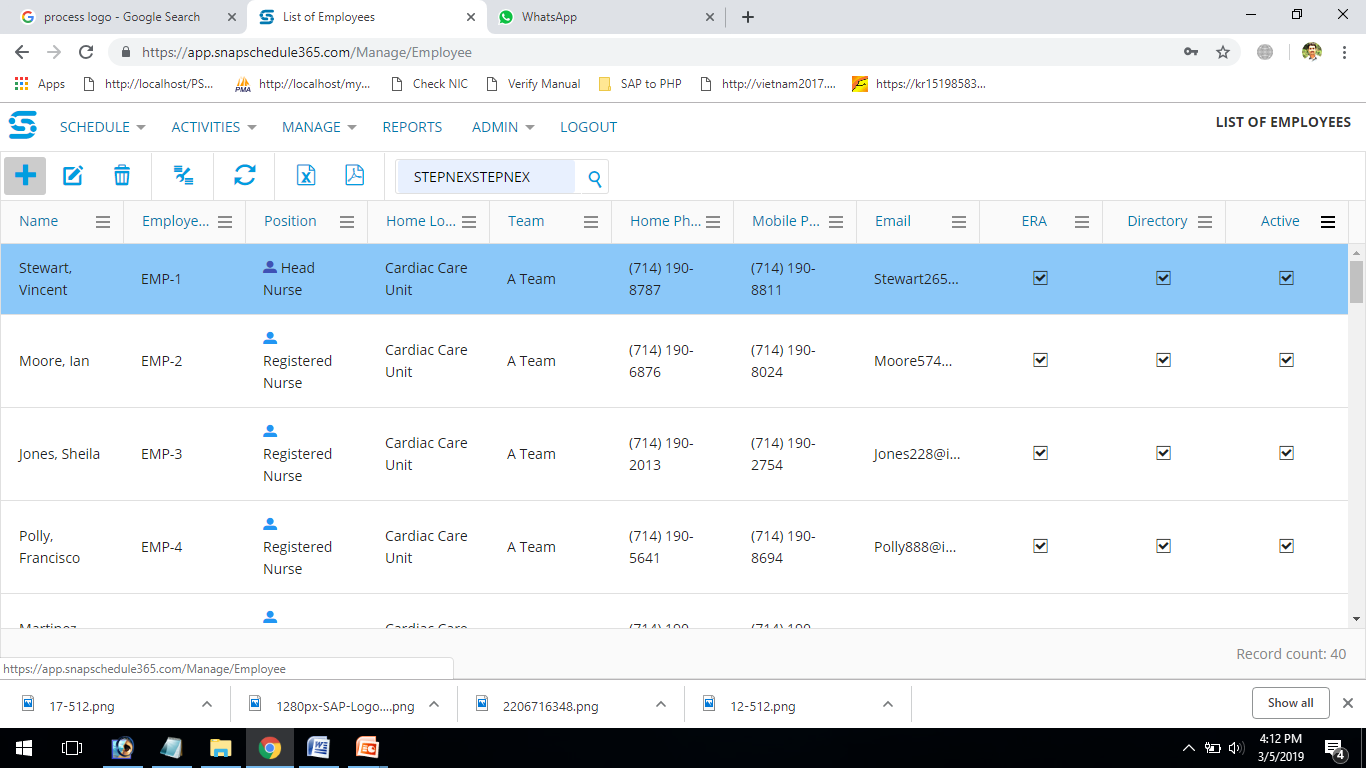 process logo - Google Search
List of Employees
WhatsApp
https://app.snapschedule365.com/Manage/Employee
Apps
http://localhost/PS...
http://localhost/my...
Check NIC
Verify Manual
SAP to PHP
http://vietnam2017....
https://kr15198583...
SCHEDULE
ACTIVITIES
MANAGE
REPORTS
ADMIN
LOGOUT
LIST OF EMPLOYEES
STEPNEXSTEPNEX
Name
Employe...
Position
Home Lo...
Team
Home Ph...
Mobile P...
Email
ERA
Directory
Active
Stewart,
Vincent
EMP-1
Head
Nurse
Cardiac Care
Unit
A Team
(714) 190-
8787
(714) 190-
8811
Stewart265...
Moore, Ian
EMP-2
Registered
Nurse
Cardiac Care
Unit
A Team
(714) 190-
6876
(714) 190-
8024
Moore574...
Jones, Sheila
EMP-3
Registered
Nurse
Cardiac Care
Unit
A Team
(714) 190-
2013
(714) 190-
2754
Jones228@i...
Polly,
Francisco
EMP-4
Registered
Nurse
Cardiac Care
Unit
A Team
(714) 190-
5641
(714) 190-
8694
Polly888@i...
Martinez
Cardiac Care
(714) 190-
(714) 190-
Record count: 40
https://app.snapschedule365.com/Manage/Employee
17-512.png
1280px-SAP-Logo....png
2206716348.png
12-512.png
Show all
4:12 PM
3/5/2019
4